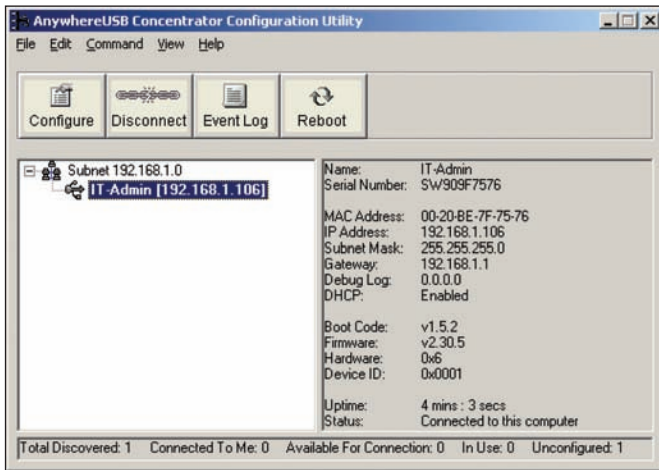 AnywhereUSB Concentrator Configuration Utility
File Edit Command View Help
Configure Disconnect Event Log Reboot
Subnet 192.168.1.0
IT-Admin [192.168.1.106]
Name: IT-Admin
Serial Number: SW909F7576
MAC Address: 00-20-BE-7F-75-76
IP Address: 192.168.1.106
Subnet Mask: 255.255.255.0
Gateway: 192.168.1.1
Debug Log: 0.0.0.0
DHCP: Enabled
Boot Code: v1.5.2
Firmware: v2.30.5
Hardware: 0x6
Device ID: 0x0001
Uptime: 4 mins : 3 secs
Status: Connected to this computer
Total Discovered: 1 Connected To Me: 0 Available For Connection: 0 In Use: 0 Unconfigured: 1